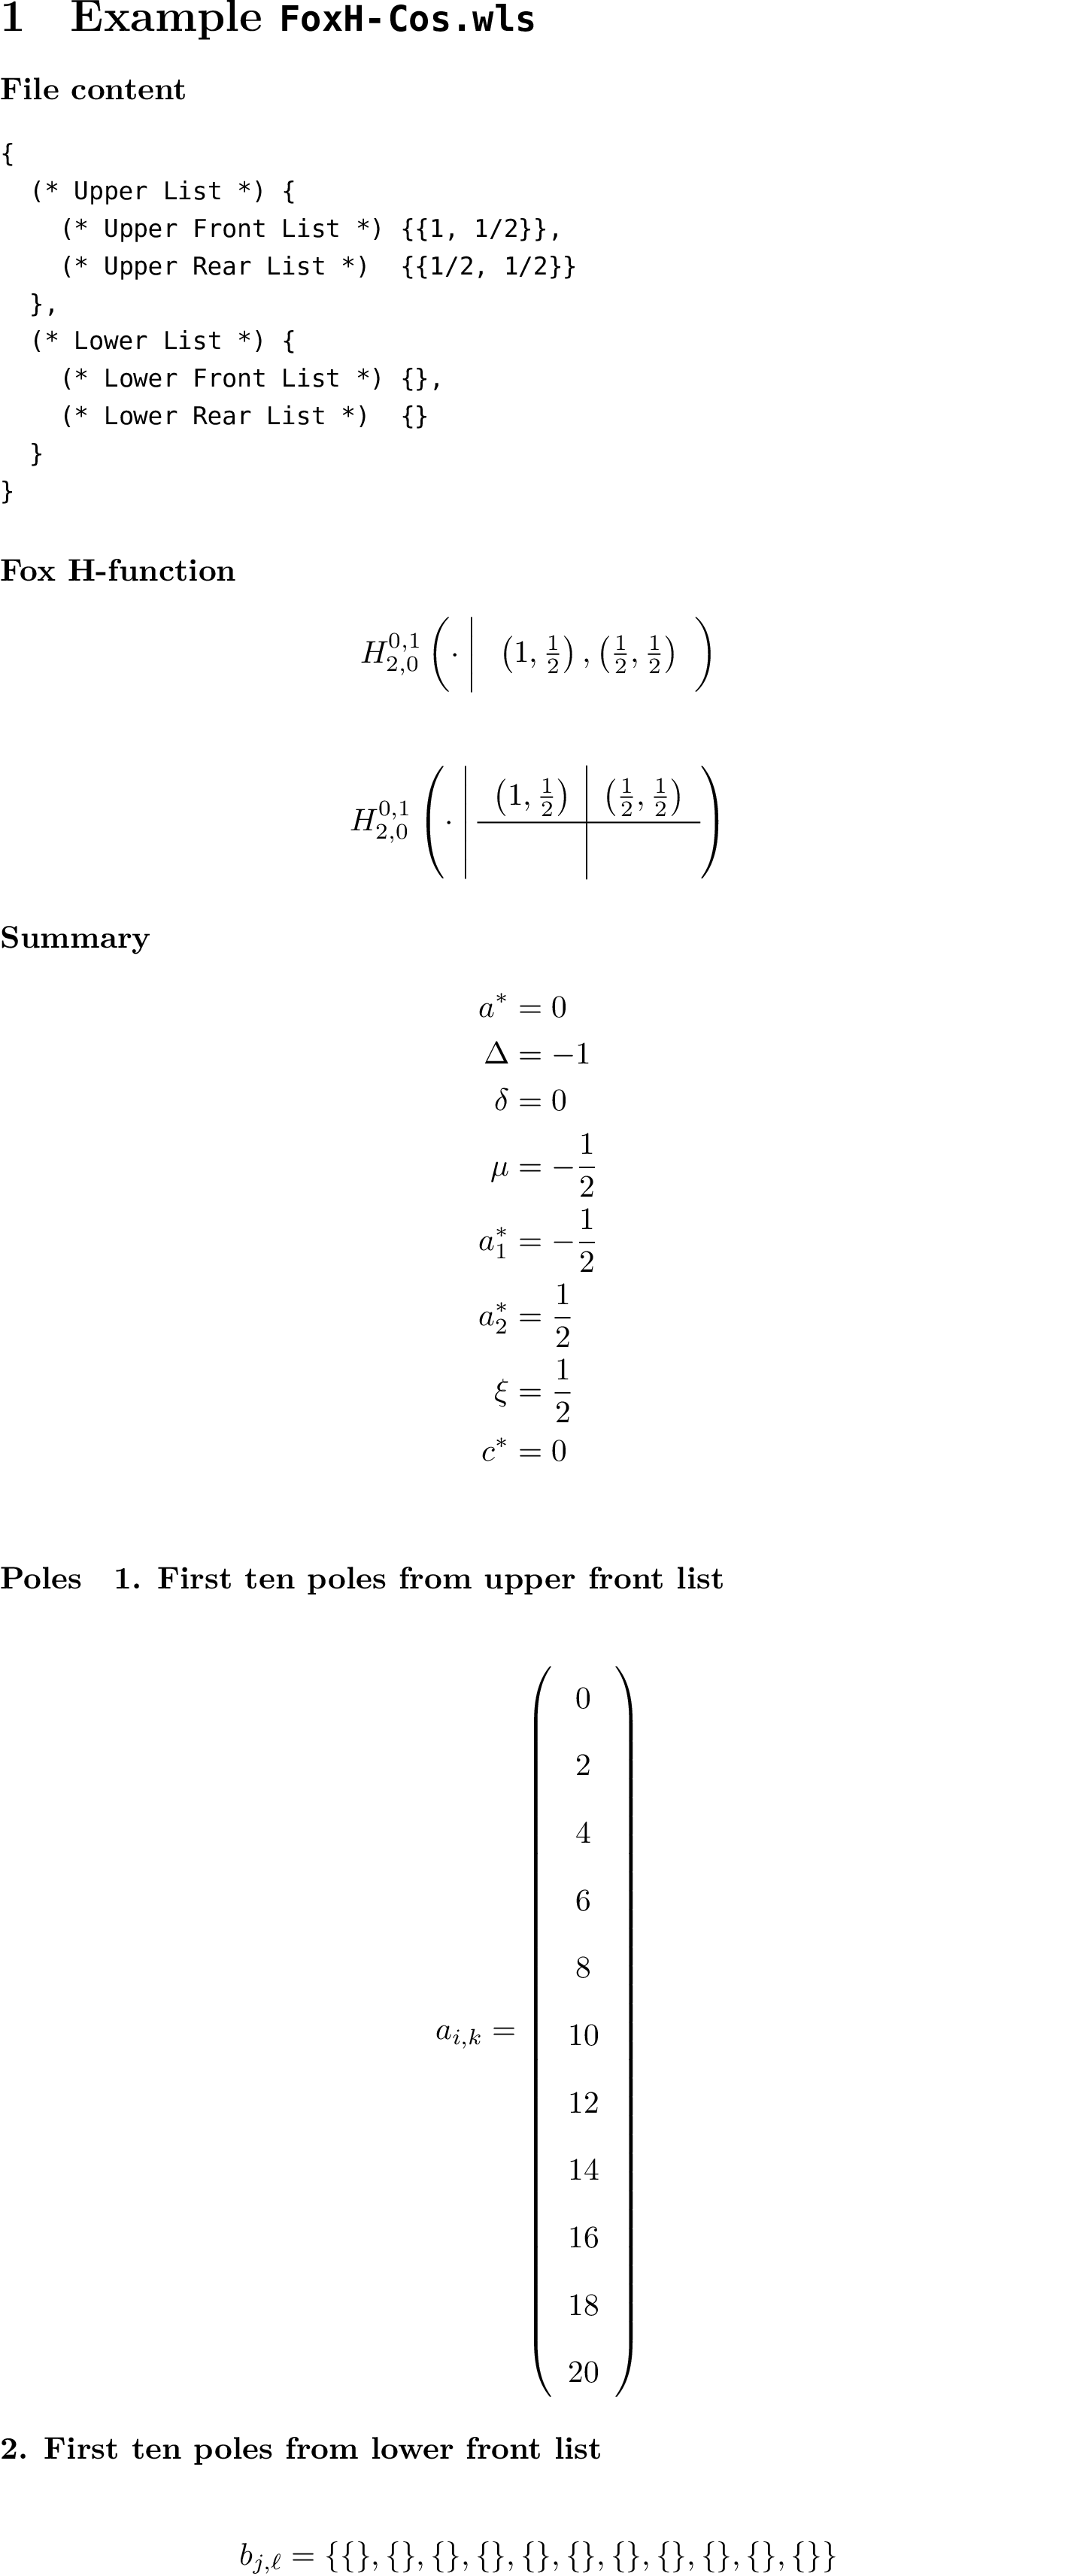 1 Example FoxH-Cos.wls
File content
{
  (* Upper List *) {
    (* Upper Front List *) {{1, 1/2}},
    (* Upper Rear List *)  {{1/2, 1/2}}
  },
  (* Lower List *) {
    (* Lower Front List *) {},
    (* Lower Rear List *)  {}
  }
}
Fox H-function
$H_{2,0}^{0,1}\left(\cdot\,\middle|\,\left(1,\frac{1}{2}\right),\left(\frac{1}{2},\frac{1}{2}\right)\right)$
$H_{2,0}^{0,1}\left(\cdot\,\middle|\,\begin{array}{c|c}\left(1,\frac{1}{2}\right)&\left(\frac{1}{2},\frac{1}{2}\right)\\\hline&\end{array}\right)$
Summary
$a^* = 0$
$\Delta = -1$
$\delta = 0$
$\mu = -\frac{1}{2}$
$a_1^* = -\frac{1}{2}$
$a_2^* = \frac{1}{2}$
$\xi = \frac{1}{2}$
$c^* = 0$
Poles 1. First ten poles from upper front list
$a_{i,k} = \begin{pmatrix}0\\2\\4\\6\\8\\10\\12\\14\\16\\18\\20\end{pmatrix}$
2. First ten poles from lower front list
$b_{j,\ell} = \{\{\},\{\},\{\},\{\},\{\},\{\},\{\},\{\},\{\},\{\},\{\}\}$